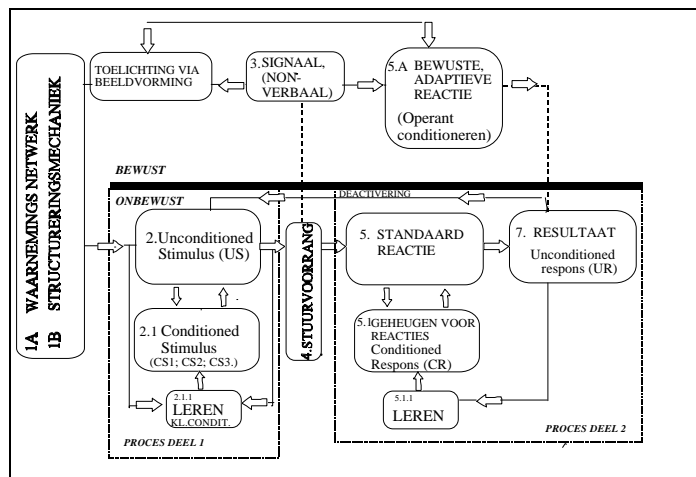 1A WAARNEMINGS NETWERK
1B STRUCTURERINGSMECHANIEK
TOELICHTING VIA
BEELDVORMING
3. SIGNAAL,
(NON-
VERBAAL)
5.A BEWUSTE,
ADAPTIEVE
REACTIE
(Operant
conditioneren)
BEWUST
ONBEWUST
DEACTIVERING
2. Unconditioned
Stimulus (US)
4.STUURVOORRANG
5. STANDAARD
REACTIE
7. RESULTAAT
Unconditioned
respons (UR)
2.1 Conditioned
Stimulus
(CS1; CS2; CS3.)
5.1 GEHEUGEN VOOR
REACTIES
Conditioned
Respons (CR)
2.1.1
LEREN
KL.CONDIT.
5.1.1
LEREN
PROCES DEEL 1
PROCES DEEL 2